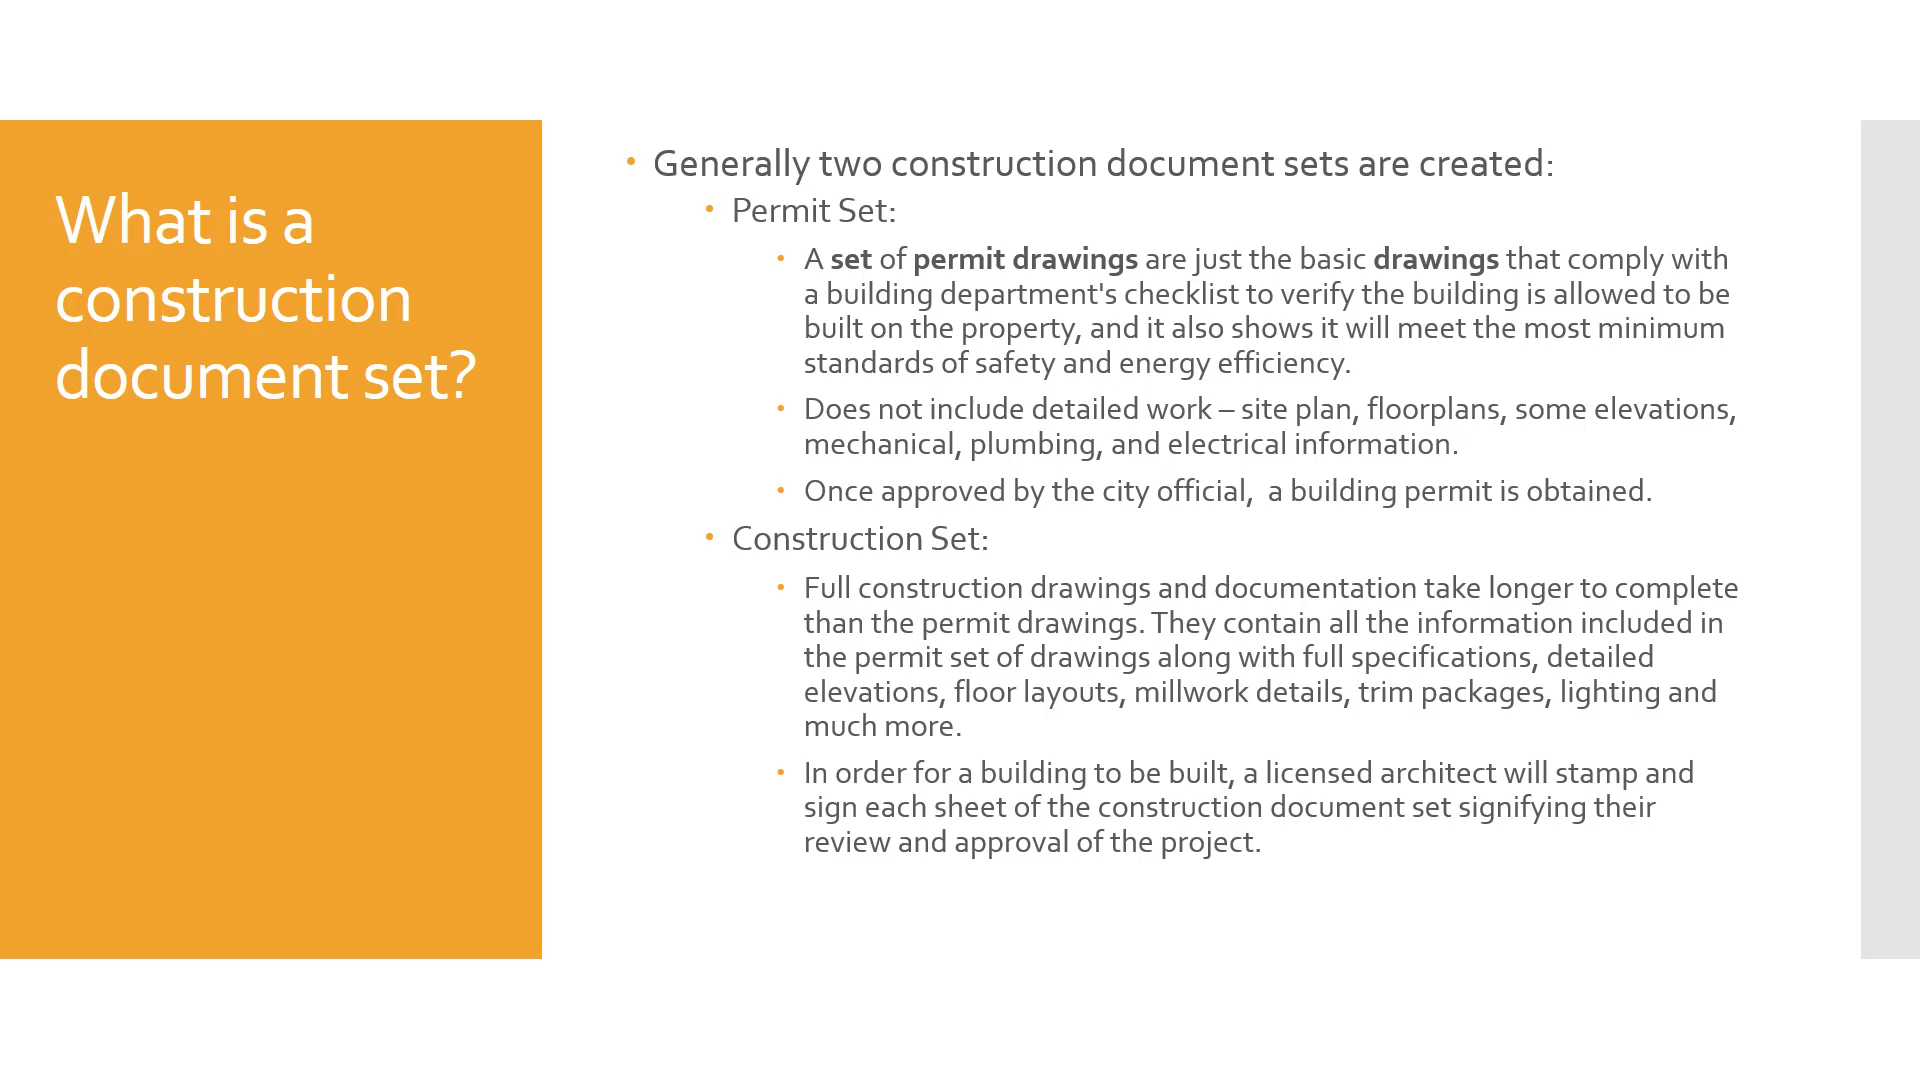 What is a
construction
document set?
• Generally two construction document sets are created:
• Permit Set:
• A set of permit drawings are just the basic drawings that comply with
a building department's checklist to verify the building is allowed to be
built on the property, and it also shows it will meet the most minimum
standards of safety and energy efficiency.
• Does not include detailed work – site plan, floorplans, some elevations,
mechanical, plumbing, and electrical information.
• Once approved by the city official,  a building permit is obtained.
• Construction Set:
• Full construction drawings and documentation take longer to complete
than the permit drawings. They contain all the information included in
the permit set of drawings along with full specifications, detailed
elevations, floor layouts, millwork details, trim packages, lighting and
much more.
• In order for a building to be built, a licensed architect will stamp and
sign each sheet of the construction document set signifying their
review and approval of the project.